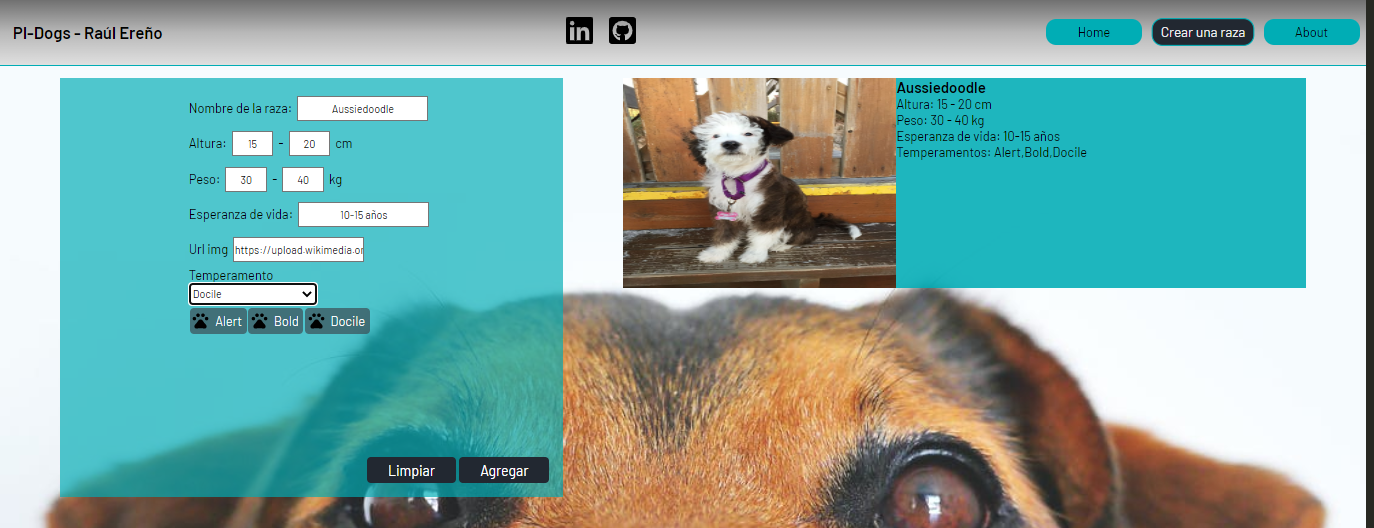 PI-Dogs - Raúl Ereño
in
Home
Crear una raza
About
Nombre de la raza: Aussiedoodle
Altura: 15 - 20 cm
Peso: 30 - 40 kg
Esperanza de vida: 10-15 años
Url img https://upload.wikimedia.or
Temperamento
Docile
Alert Bold Docile
Limpiar Agregar
Aussiedoodle
Altura: 15 - 20 cm
Peso: 30 - 40 kg
Esperanza de vida: 10-15 años
Temperamentos: Alert,Bold,Docile